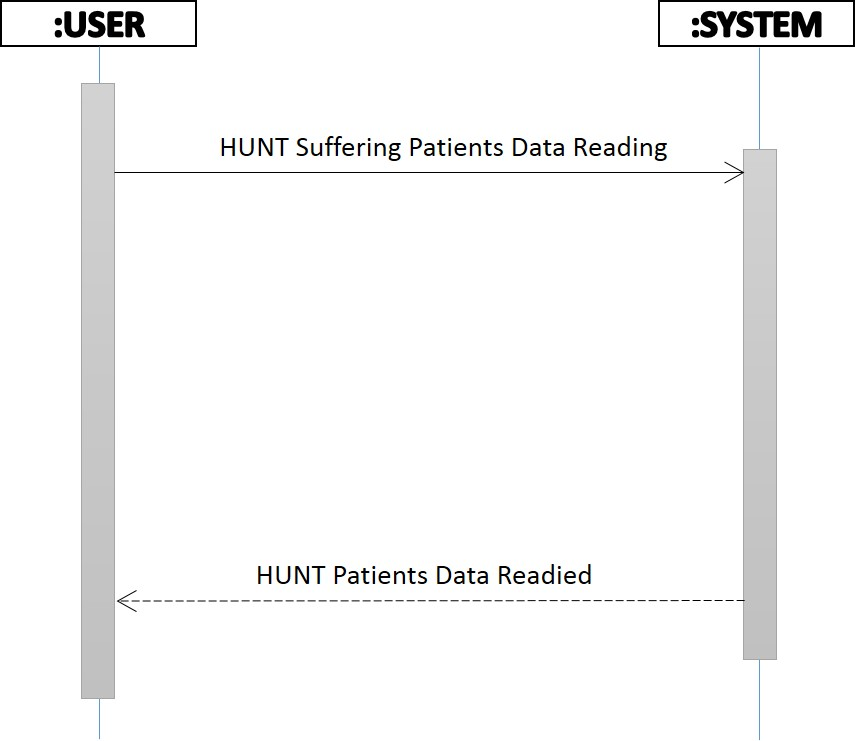 :USER
:SYSTEM
HUNT Suffering Patients Data Reading
HUNT Patients Data Readied